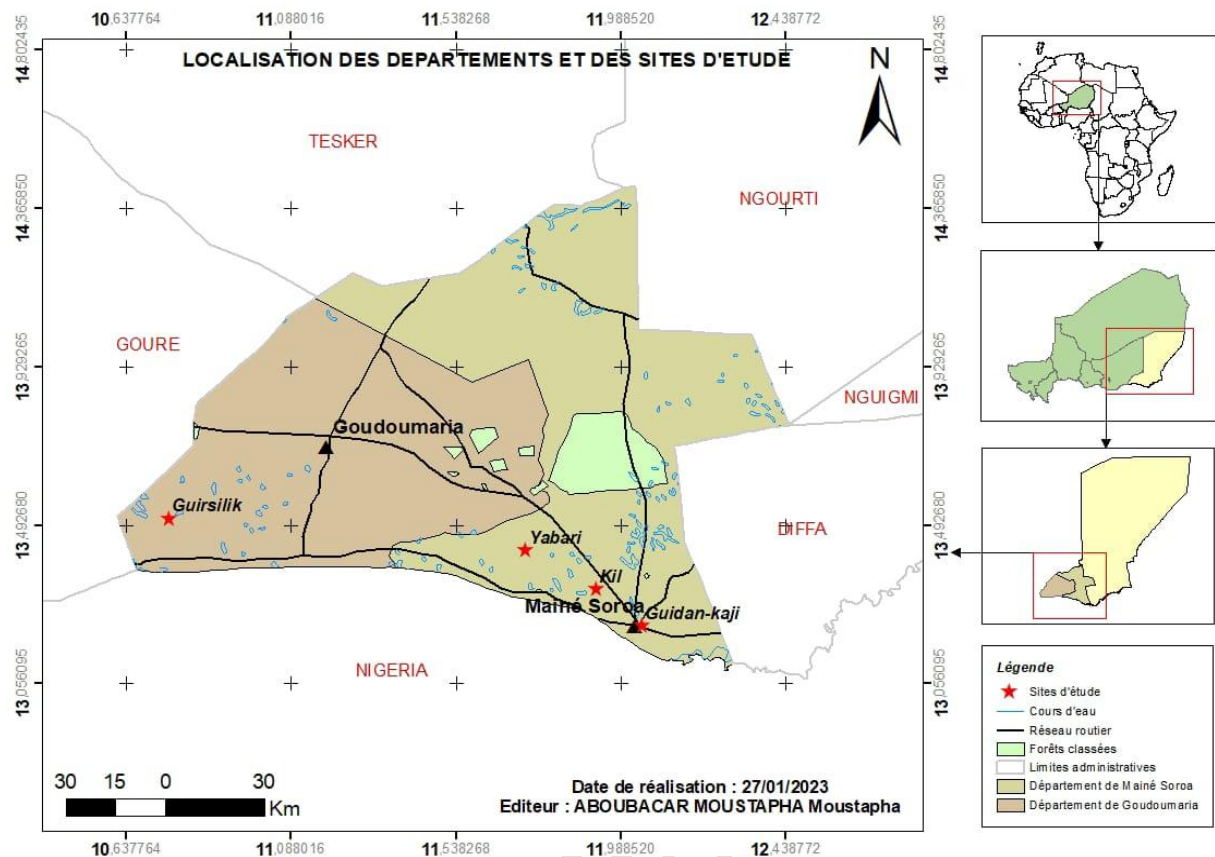 10,637764 11,088016 11,538268 11,988520 12,438772
14,802435 14,802435
LOCALISATION DES DEPARTEMENTS ET DES SITES D'ETUDE
N
TESKER
NGOURTI
14,365850 14,365850
GOURE
13,929265 13,929265
NGUIGMI
Goudoumaria
Guirsilik
13,492680 13,492680
DIFFA
Yabari
Kil
Mainé Soroa
Guidan-kaji
NIGERIA
13,056095 13,056095
30 15 0 30
Km
Date de réalisation : 27/01/2023
Editeur : ABOUBACAR MOUSTAPHA Moustapha
10,637764 11,088016 11,538268 11,988520 12,438772
Légende
Sites d'étude
Cours d'eau
Réseau routier
Forêts classées
Limites administratives
Département de Mainé Soroa
Département de Goudoumaria